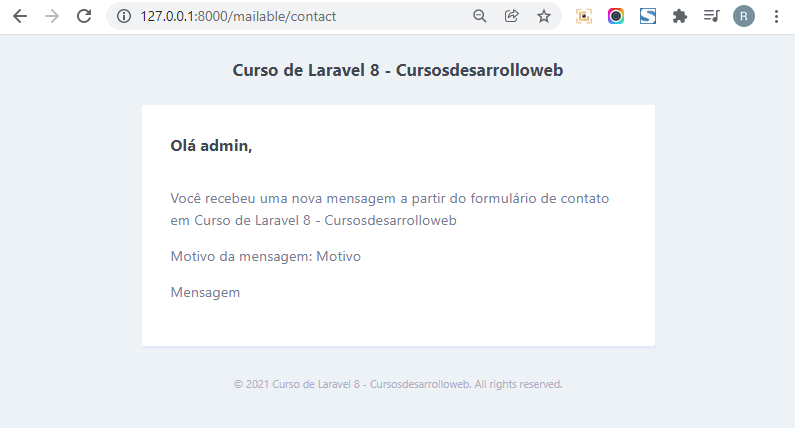 127.0.0.1:8000/mailable/contact
R
Curso de Laravel 8 - Cursosdesarrolloweb
Olá admin,
Você recebeu uma nova mensagem a partir do formulário de contato
em Curso de Laravel 8 - Cursosdesarrolloweb
Motivo da mensagem: Motivo
Mensagem
© 2021 Curso de Laravel 8 - Cursosdesarrolloweb. All rights reserved.